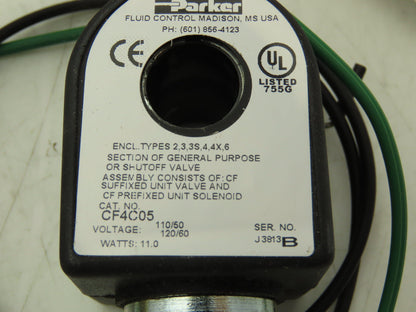 Parker
FLUID CONTROL MADISON, MS USA
PH: (601) 856-4123
CE
UL
LISTED
755G
ENCL.TYPES 2,3,3S,4,4X,6
SECTION OF GENERAL PURPOSE
OR SHUTOFF VALVE
ASSEMBLY CONSISTS OF: CF
SUFFIXED UNIT VALVE AND
CF PREFIXED UNIT SOLENOID
CAT. NO.
CF4C05
VOLTAGE: 110/50
120/60
WATTS: 11.0
SER. NO.
J3813B